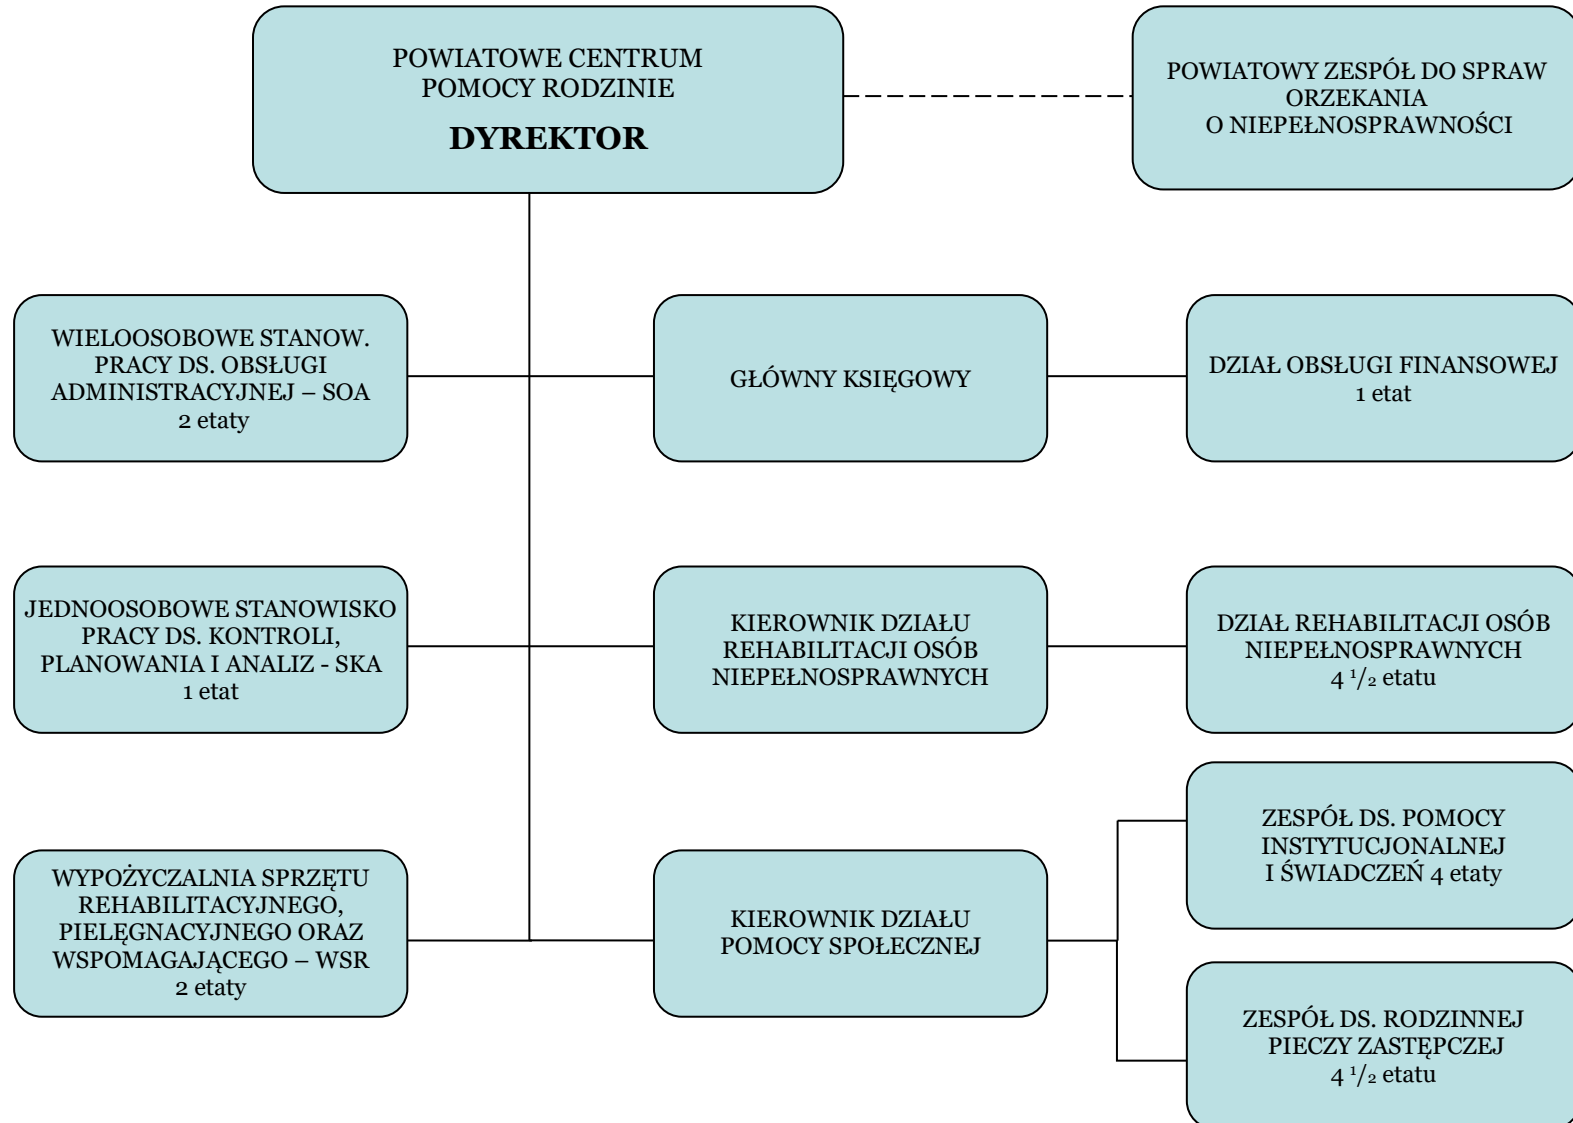 POWIATOWE CENTRUM
POMOCY RODZINIE
DYREKTOR
POWIATOWY ZESPÓŁ DO SPRAW
ORZEKANIA
O NIEPEŁNOSPRAWNOŚCI
WIELOOSOBOWE STANOW.
PRACY DS. OBSŁUGI
ADMINISTRACYJNEJ – SOA
2 etaty
GŁÓWNY KSIĘGOWY
DZIAŁ OBSŁUGI FINANSOWEJ
1 etat
JEDNOOSOBOWE STANOWISKO
PRACY DS. KONTROLI,
PLANOWANIA I ANALIZ - SKA
1 etat
KIEROWNIK DZIAŁU
REHABILITACJI OSÓB
NIEPEŁNOSPRAWNYCH
DZIAŁ REHABILITACJI OSÓB
NIEPEŁNOSPRAWNYCH
4 1/2 etatu
WYPOŻYCZALNIA SPRZĘTU
REHABILITACYJNEGO,
PIELĘGNACYJNEGO ORAZ
WSPOMAGAJĄCEGO – WSR
2 etaty
KIEROWNIK DZIAŁU
POMOCY SPOŁECZNEJ
ZESPÓŁ DS. POMOCY
INSTYTUCJONALNEJ
I ŚWIADCZEŃ 4 etaty
ZESPÓŁ DS. RODZINNEJ
PIECZY ZASTĘPCZEJ
4 1/2 etatu